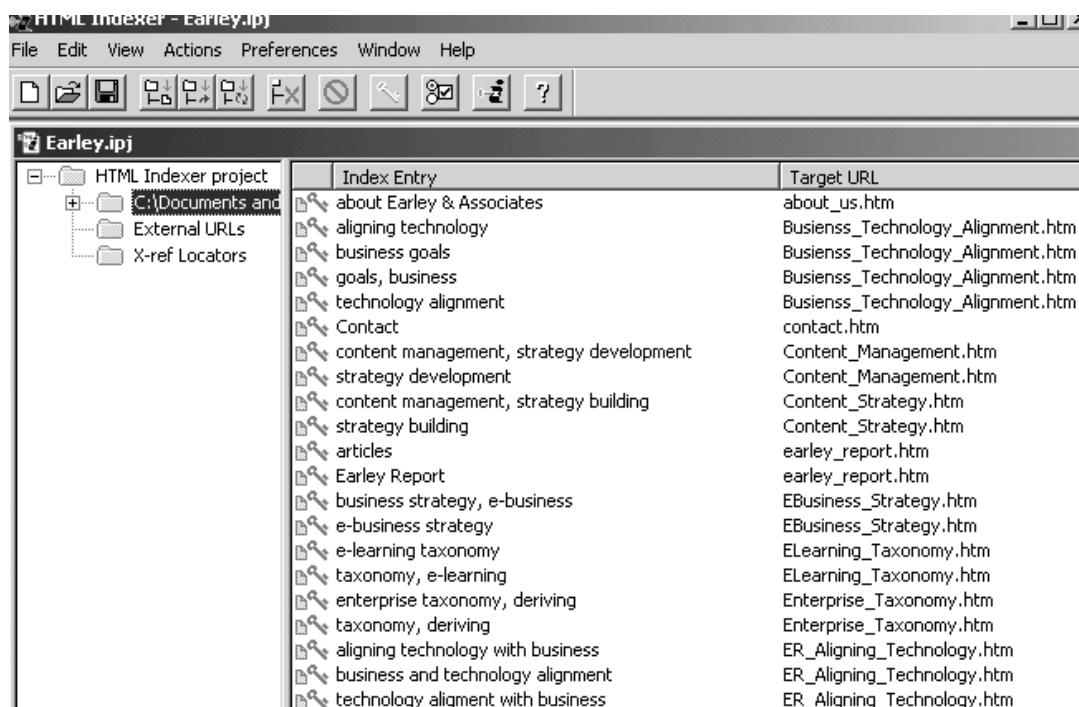 HTML Indexer - Earley.ipj
File Edit View Actions Preferences Window Help
Earley.ipj
HTML Indexer project
C:\Documents and
External URLs
X-ref Locators
Index Entry Target URL
about Earley & Associates about_us.htm
aligning technology Busienss_Technology_Alignment.htm
business goals Busienss_Technology_Alignment.htm
goals, business Busienss_Technology_Alignment.htm
technology alignment Busienss_Technology_Alignment.htm
Contact contact.htm
content management, strategy development Content_Management.htm
strategy development Content_Management.htm
content management, strategy building Content_Strategy.htm
strategy building Content_Strategy.htm
articles earley_report.htm
Earley Report earley_report.htm
business strategy, e-business EBusiness_Strategy.htm
e-business strategy EBusiness_Strategy.htm
e-learning taxonomy ELearning_Taxonomy.htm
taxonomy, e-learning ELearning_Taxonomy.htm
enterprise taxonomy, deriving Enterprise_Taxonomy.htm
taxonomy, deriving Enterprise_Taxonomy.htm
aligning technology with business ER_Aligning_Technology.htm
business and technology alignment ER_Aligning_Technology.htm
technology aligment with business ER_Aligning_Technology.htm